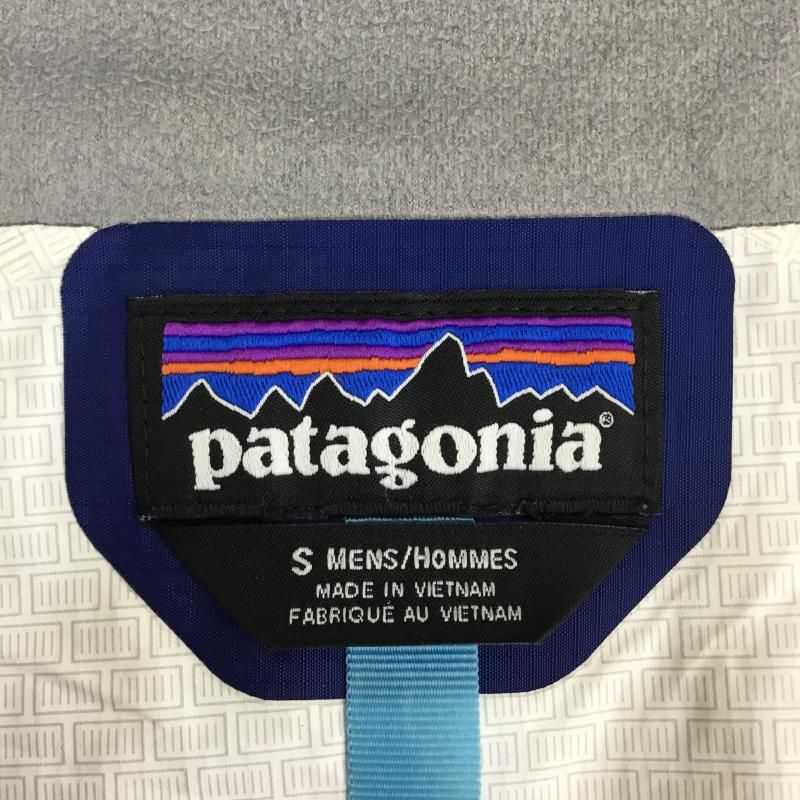 patagonia®
S MENS/HOMMES
MADE IN VIETNAM
FABRIQUÉ AU VIETNAM